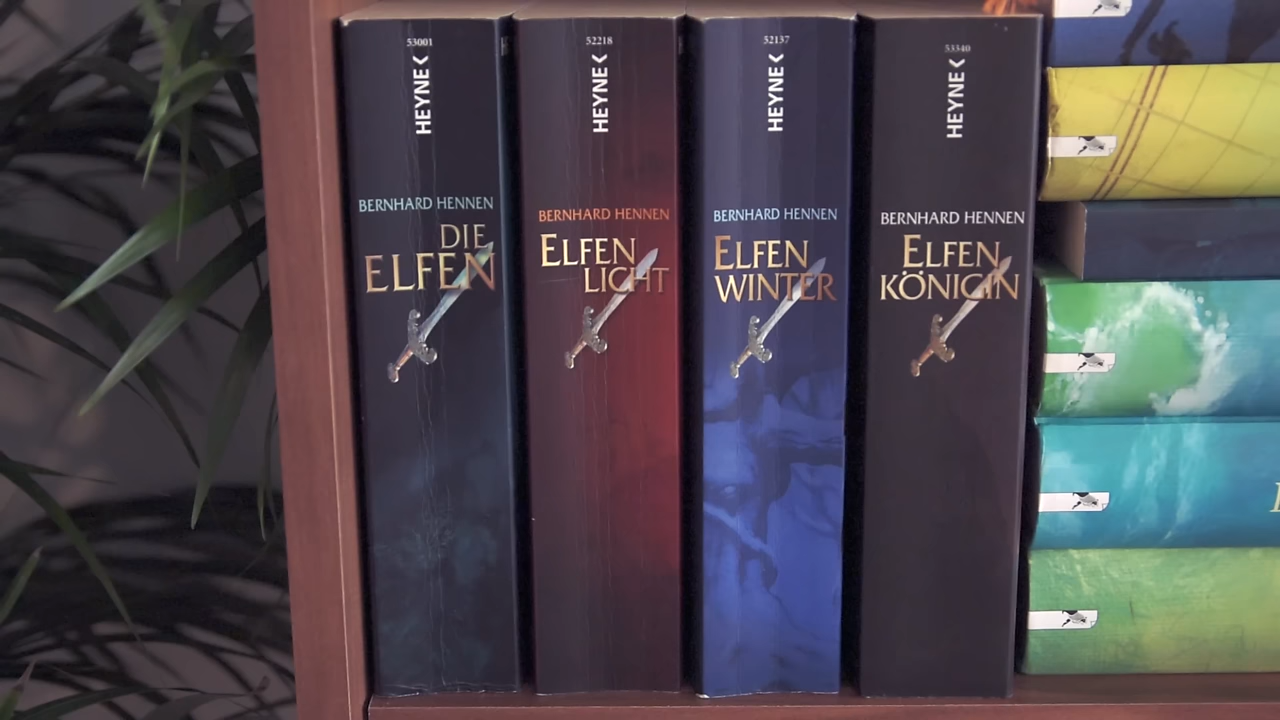 53001
HEYNE
BERNHARD HENNEN
DIE
ELFEN
52218
HEYNE
BERNHARD HENNEN
ELFEN
LICHT
52137
HEYNE
BERNHARD HENNEN
ELFEN
WINTER
53340
HEYNE
BERNHARD HENNEN
ELFEN
KÖNIGIN